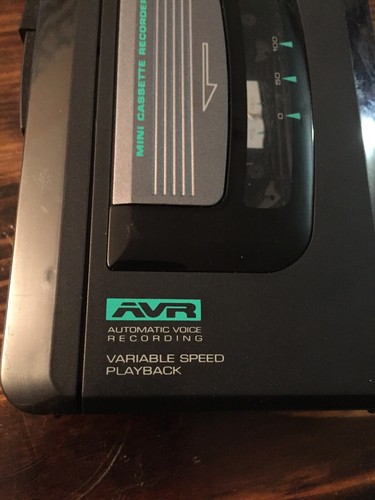 MINI CASSETTE RECORDER
100
50
0
AVR
AUTOMATIC VOICE
RECORDING
VARIABLE SPEED
PLAYBACK